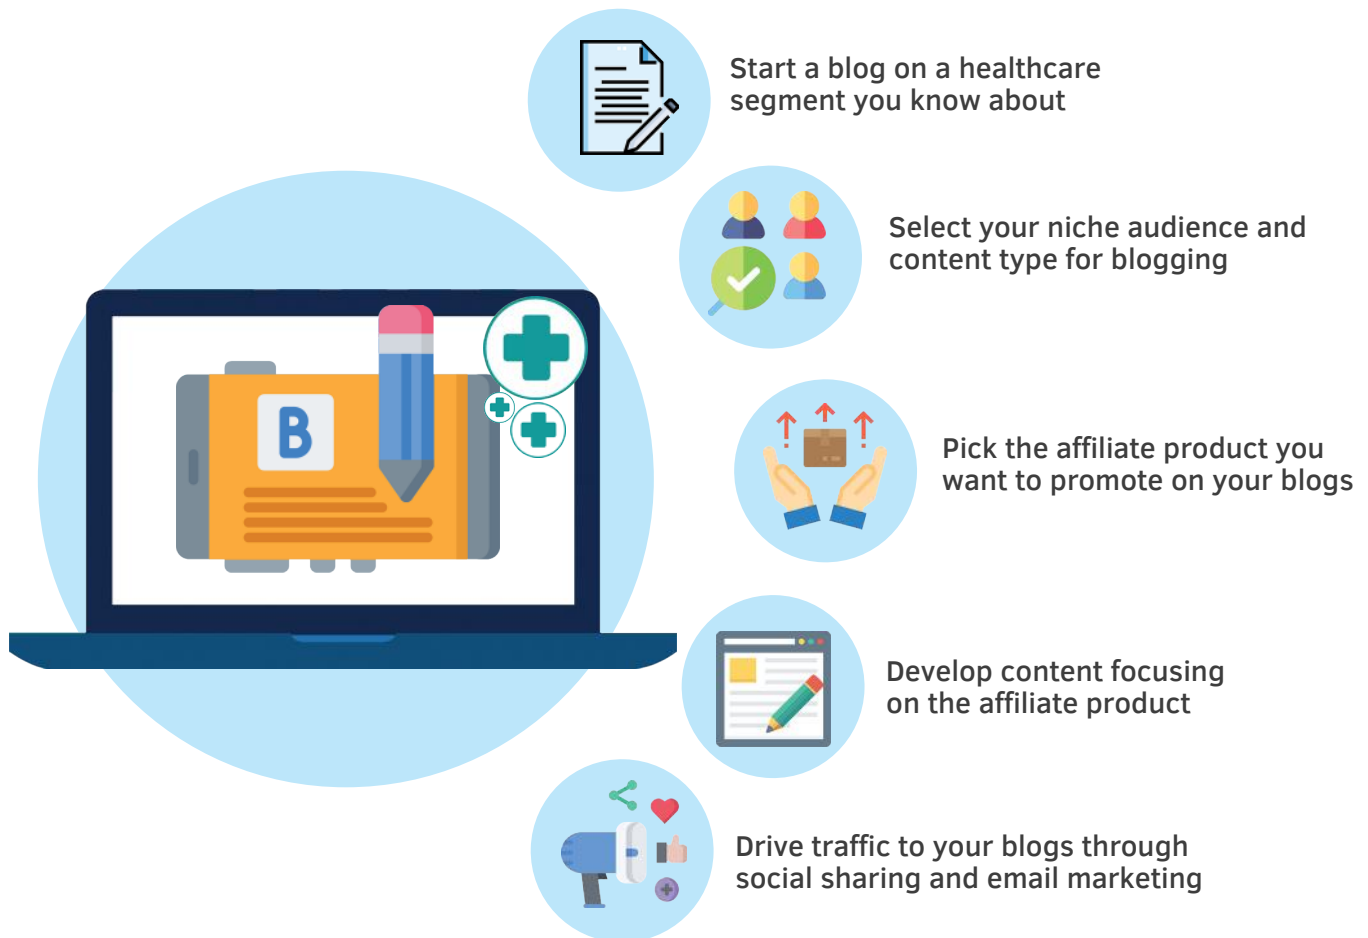 Start a blog on a healthcare
segment you know about
Select your niche audience and
content type for blogging
B
Pick the affiliate product you
want to promote on your blogs
Develop content focusing
on the affiliate product
Drive traffic to your blogs through
social sharing and email marketing